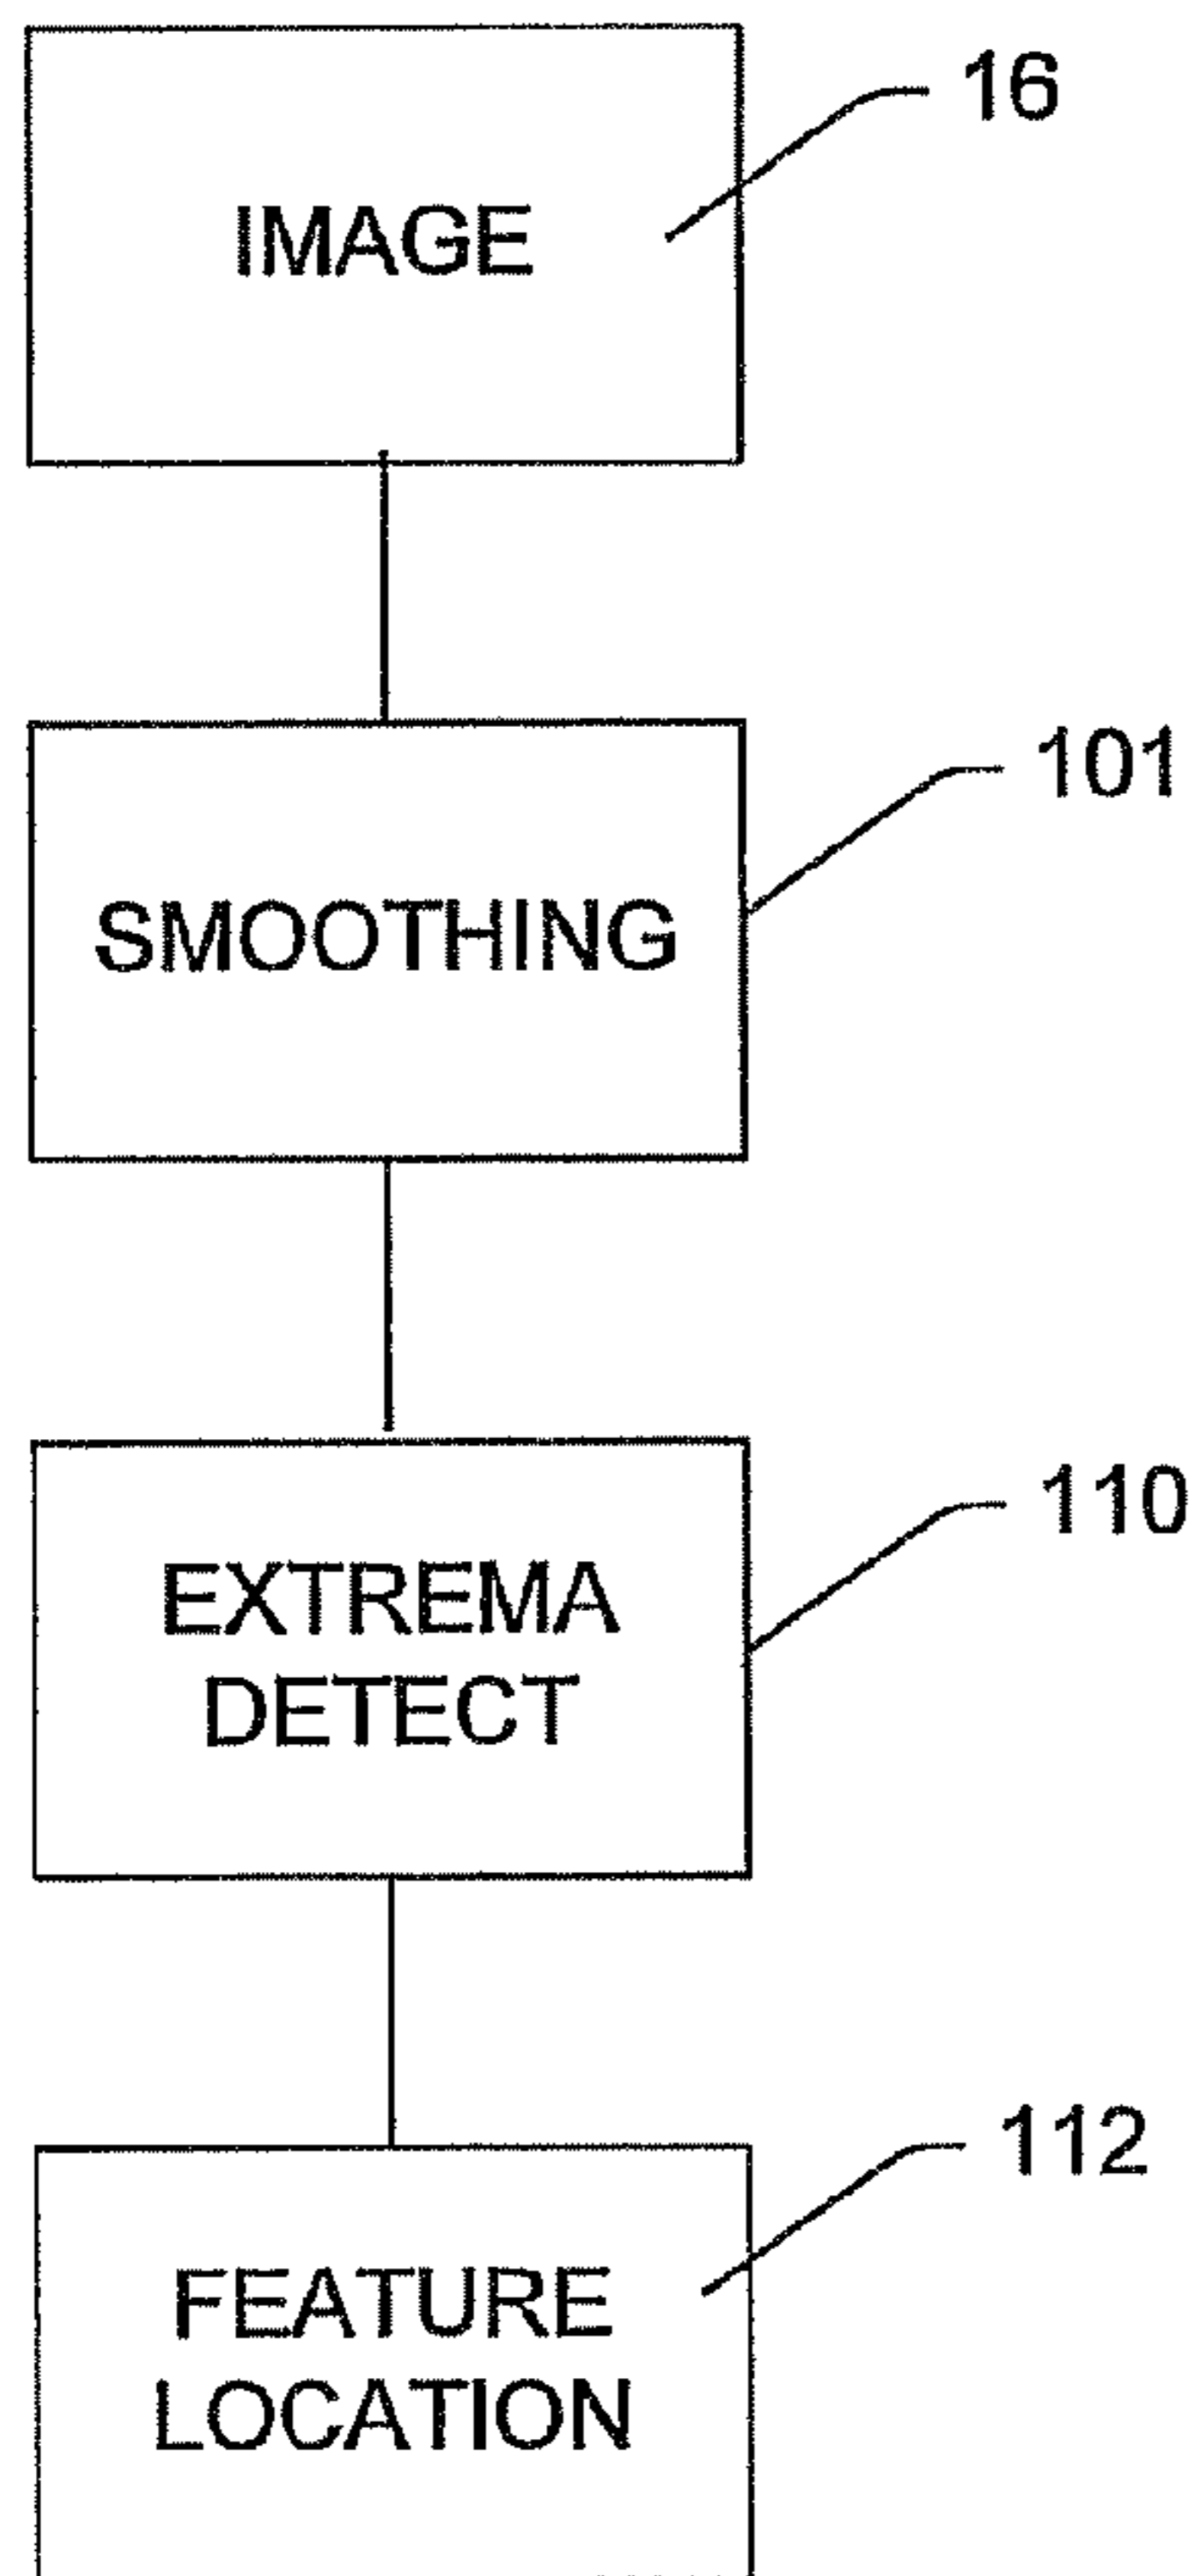 16
IMAGE
101
SMOOTHING
110
EXTREMA
DETECT
112
FEATURE
LOCATION